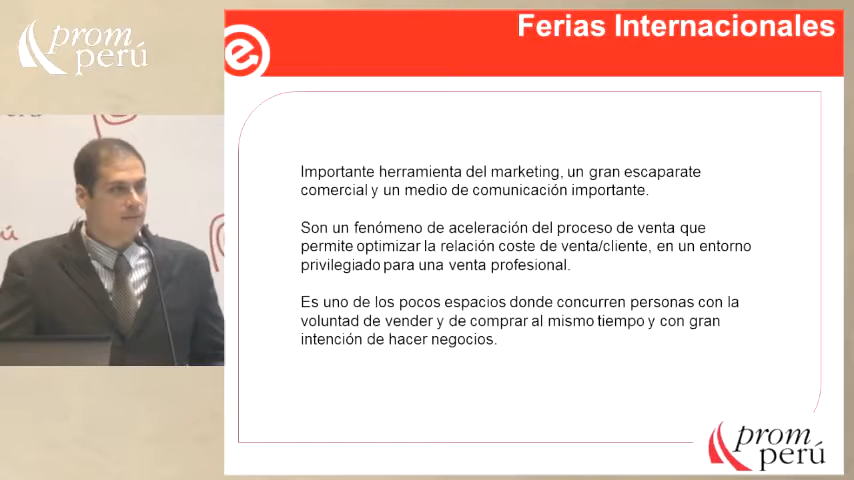 prom
perú
Ferias Internacionales
Importante herramienta del marketing, un gran escaparate
comercial y un medio de comunicación importante.
Son un fenómeno de aceleración del proceso de venta que
permite optimizar la relación coste de venta/cliente, en un entorno
privilegiado para una venta profesional.
Es uno de los pocos espacios donde concurren personas con la
voluntad de vender y de comprar al mismo tiempo y con gran
intención de hacer negocios.
prom
perú